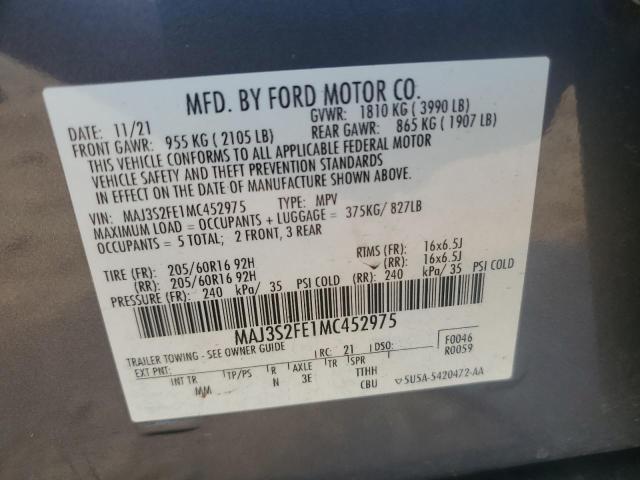 MFD. BY FORD MOTOR CO.
DATE: 11/21 GVWR: 1810 KG ( 3990 LB)
FRONT GAWR: 955 KG ( 2105 LB) REAR GAWR: 865 KG ( 1907 LB)
THIS VEHICLE CONFORMS TO ALL APPLICABLE FEDERAL MOTOR
VEHICLE SAFETY AND THEFT PREVENTION STANDARDS
IN EFFECT ON THE DATE OF MANUFACTURE SHOWN ABOVE.
VIN: MAJ3S2FE1MC452975 TYPE: MPV
MAXIMUM LOAD = OCCUPANTS + LUGGAGE = 375KG/ 827LB
OCCUPANTS = 5 TOTAL; 2 FRONT, 3 REAR
TIRE (FR): 205/60R16 92H RTMS (FR): 16x6.5J
(RR): 205/60R16 92H (RR): 16x6.5J
PRESSURE (FR): 240 kPa/ 35 PSI COLD (RR): 240 kPa/ 35 PSI COLD
MAJ3S2FE1MC452975
TRAILER TOWING - SEE OWNER GUIDE
EXT PNT: RC: 21 DSO: F0046
R0059
INT TR TP/PS R AXLE TR SPR
MM N 3E TTHH
CBU 5U5A-5420472-AA